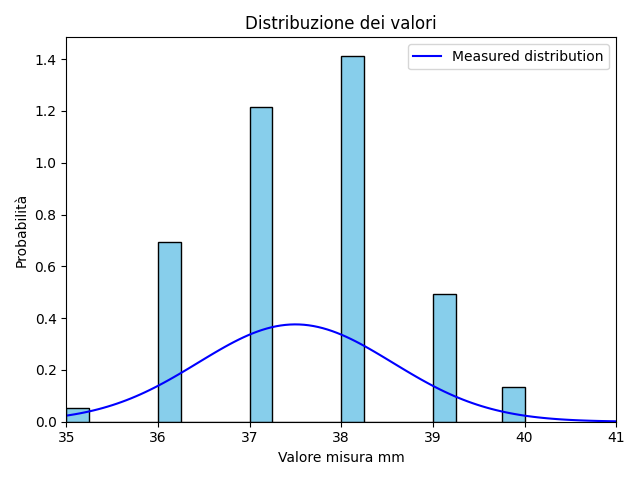 Distribuzione dei valori
Measured distribution
Probabilità
1.4
1.2
1.0
0.8
0.6
0.4
0.2
0.0
35 36 37 38 39 40 41
Valore misura mm